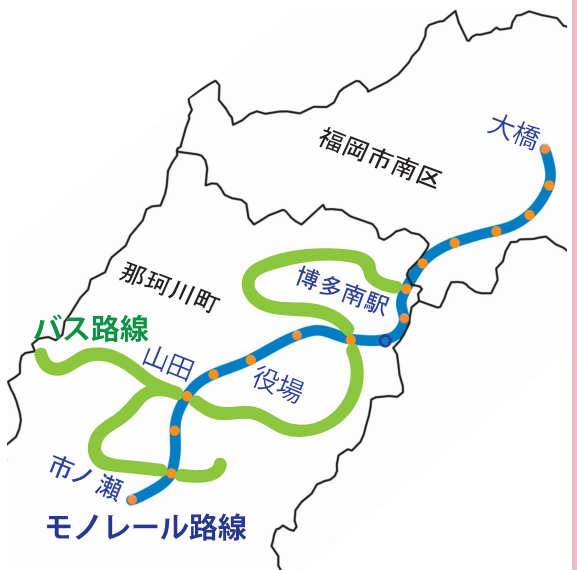 大橋
福岡市南区
博多南駅
那珂川町
バス路線
山田
役場
市ノ瀬
モノレール路線